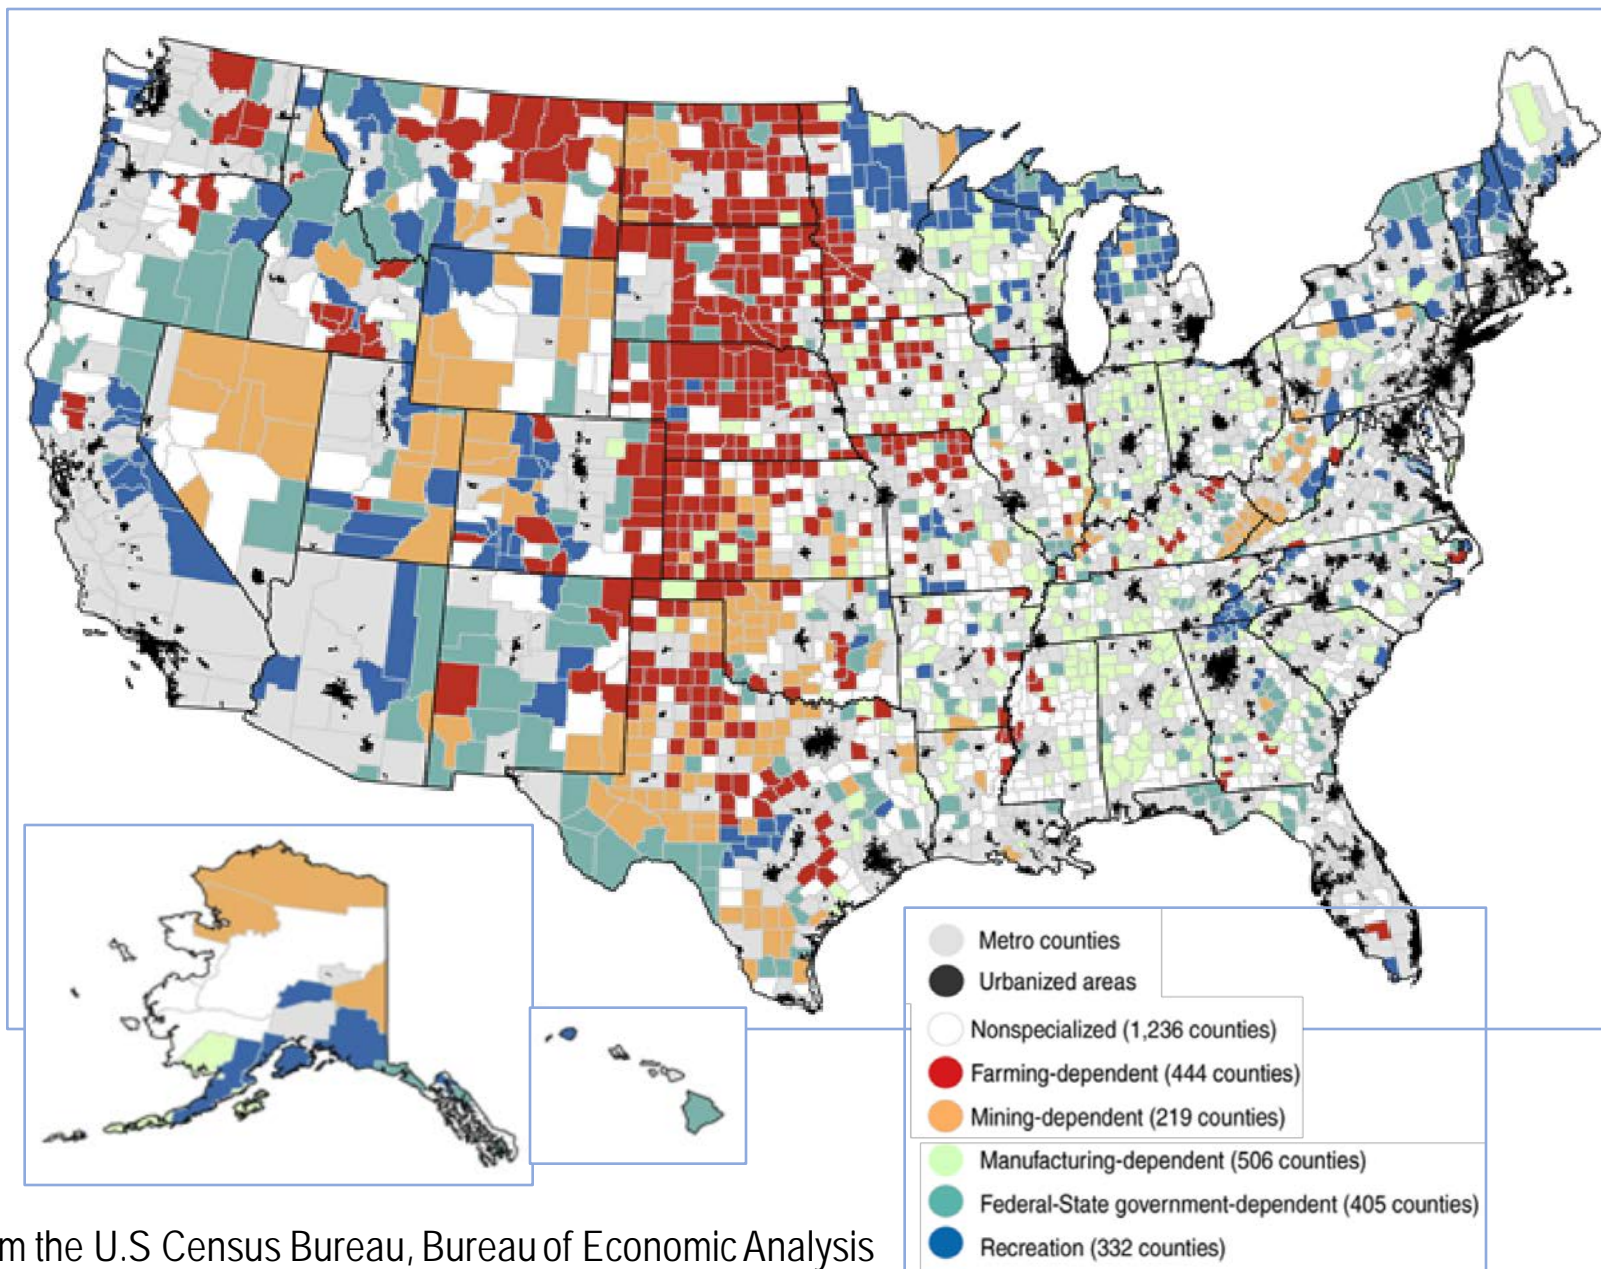 Metro counties
Urbanized areas
Nonspecialized (1,236 counties)
Farming-dependent (444 counties)
Mining-dependent (219 counties)
Manufacturing-dependent (506 counties)
Federal-State government-dependent (405 counties)
Recreation (332 counties)
the U.S Census Bureau, Bureau of Economic Analysis